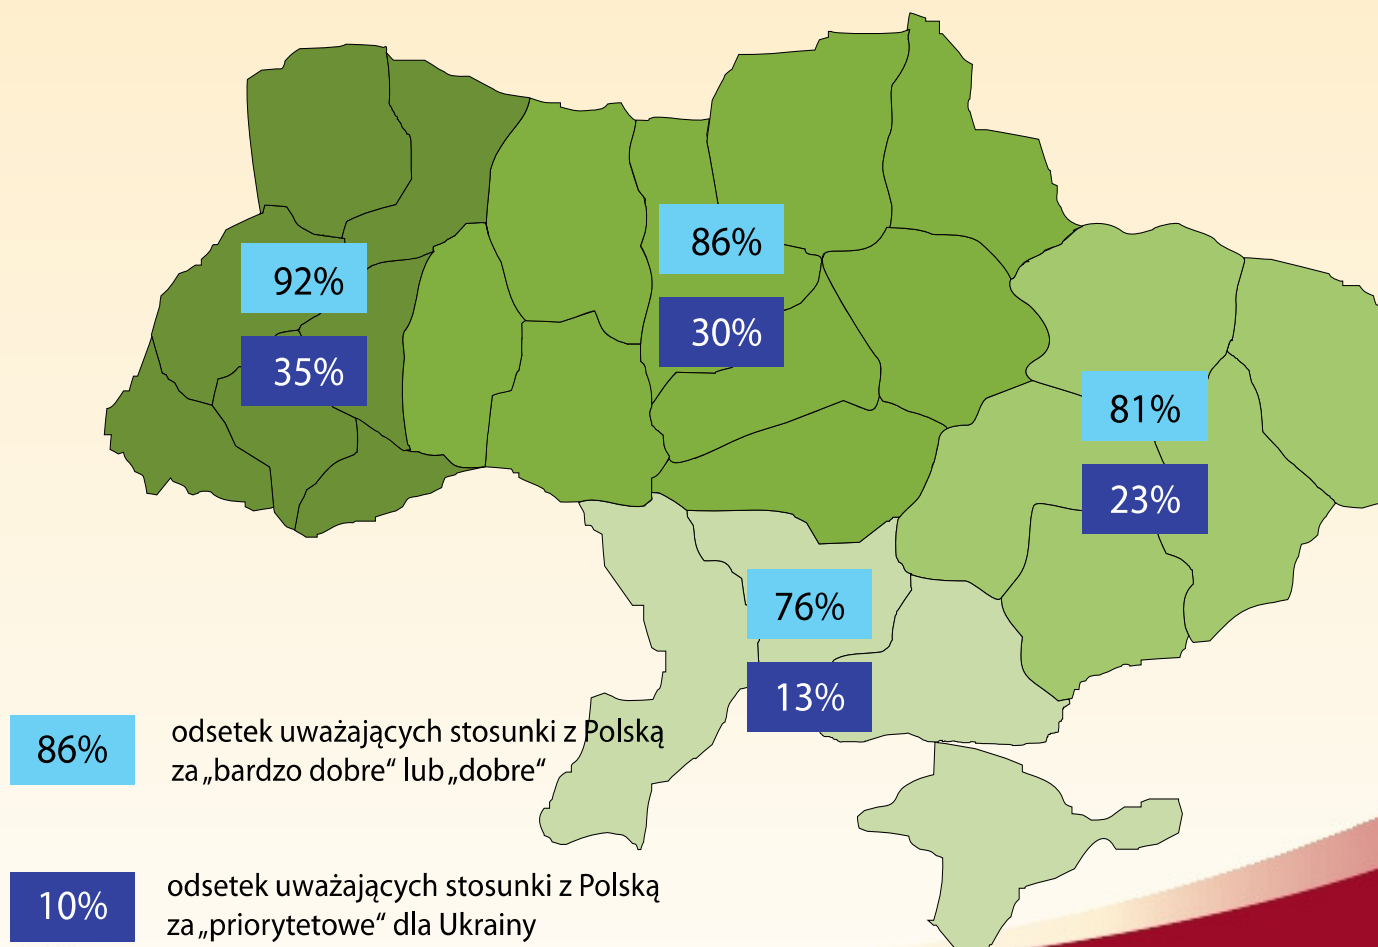 86%
92%
30%
35%
81%
23%
76%
13%
86%
odsetek uważających stosunki z Polską
za „bardzo dobre“ lub „dobre“
10%
odsetek uważających stosunki z Polską
za „priorytetowe“ dla Ukrainy